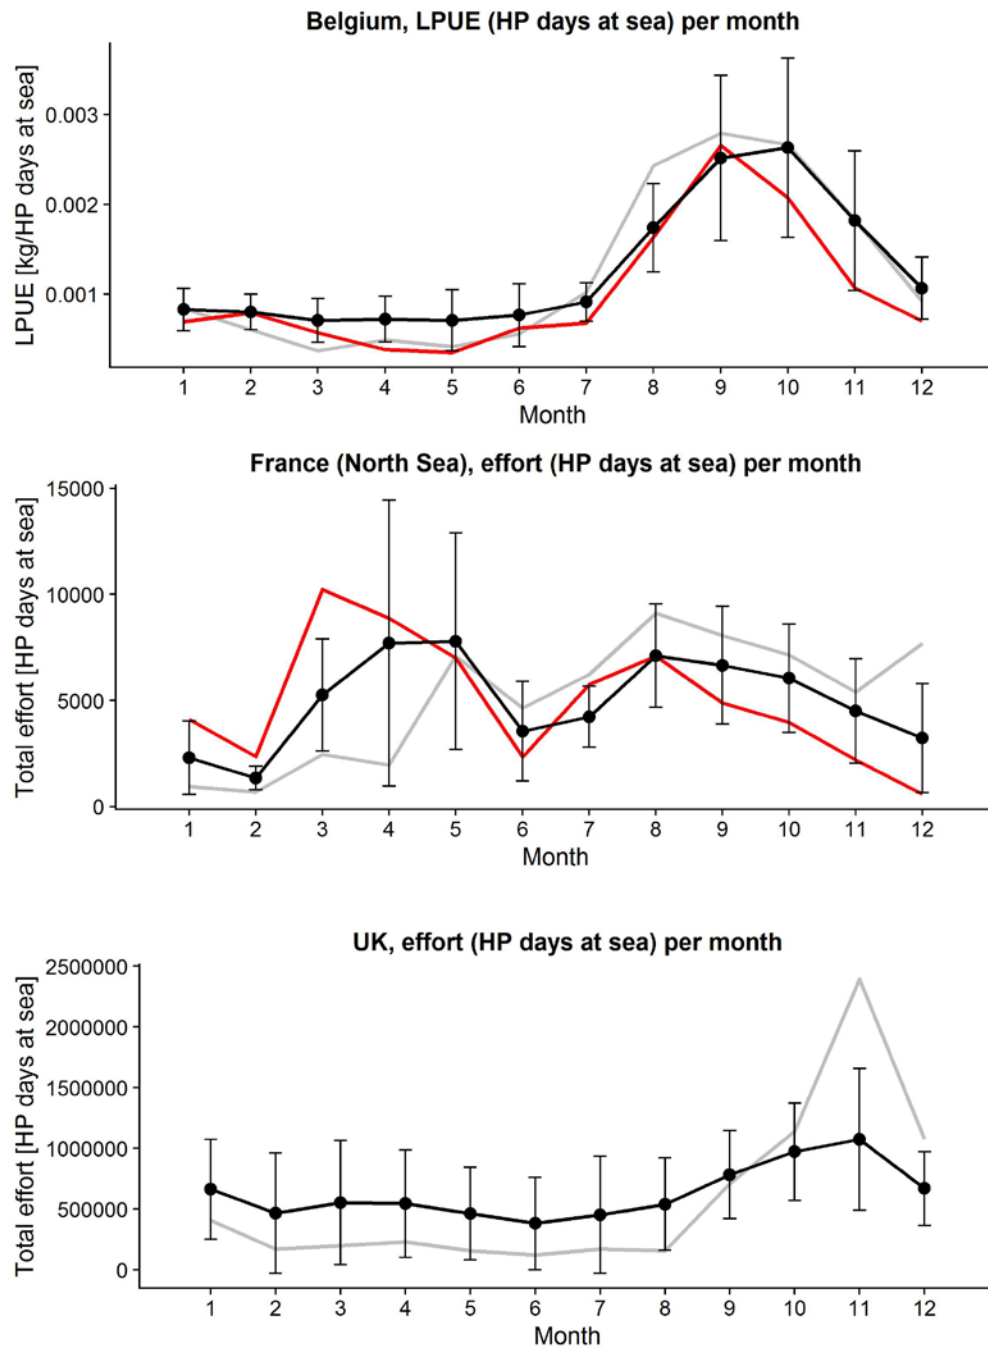 Belgium, LPUE (HP days at sea) per month
LPUE [kg/HP days at sea]
0.003
0.002
0.001
1 2 3 4 5 6 7 8 9 10 11 12
Month
France (North Sea), effort (HP days at sea) per month
Total effort [HP days at sea]
15000
10000
5000
0
1 2 3 4 5 6 7 8 9 10 11 12
Month
UK, effort (HP days at sea) per month
Total effort [HP days at sea]
2500000
2000000
1500000
1000000
500000
0
1 2 3 4 5 6 7 8 9 10 11 12
Month